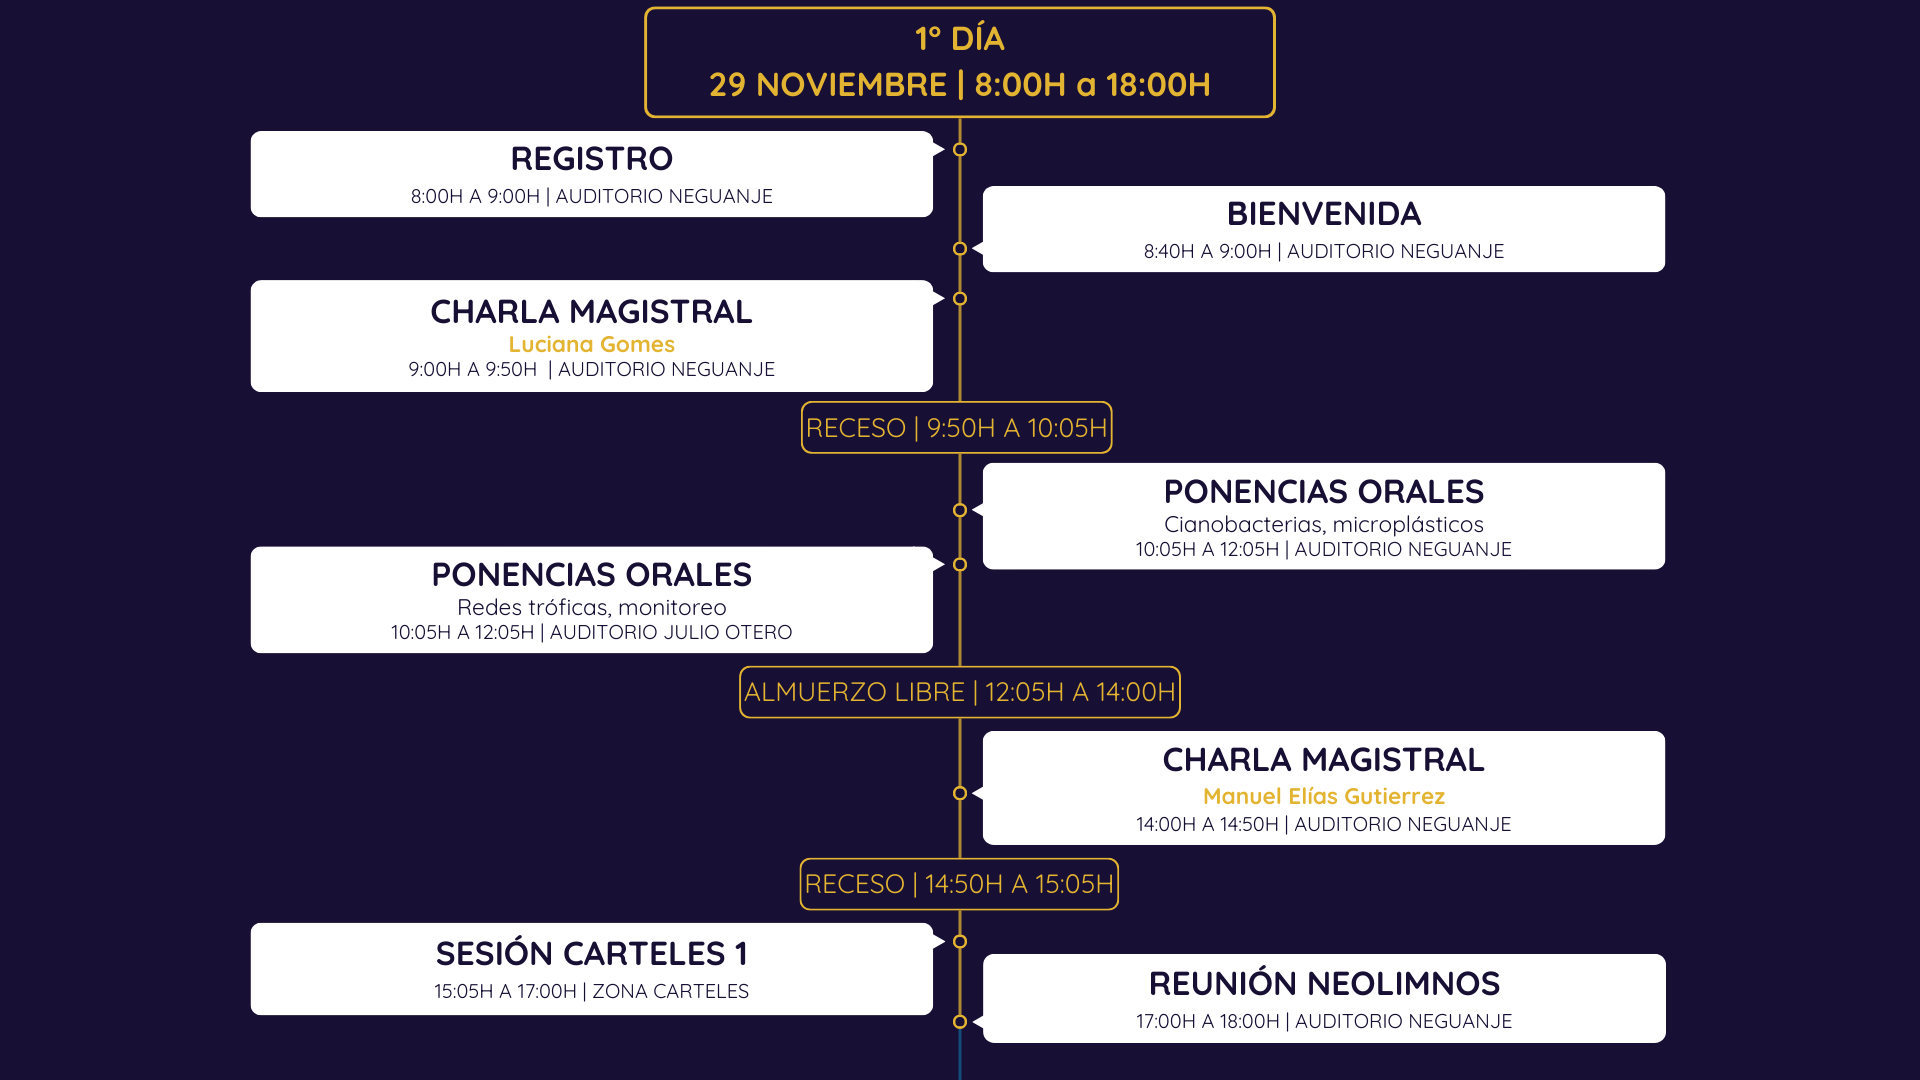 1º DÍA
29 NOVIEMBRE | 8:00H a 18:00H
REGISTRO
8:00H A 9:00H | AUDITORIO NEGUANJE
BIENVENIDA
8:40H A 9:00H | AUDITORIO NEGUANJE
CHARLA MAGISTRAL
Luciana Gomes
9:00H A 9:50H | AUDITORIO NEGUANJE
RECESO | 9:50H A 10:05H
PONENCIAS ORALES
Cianobacterias, microplásticos
10:05H A 12:05H | AUDITORIO NEGUANJE
PONENCIAS ORALES
Redes tróficas, monitoreo
10:05H A 12:05H | AUDITORIO JULIO OTERO
ALMUERZO LIBRE | 12:05H A 14:00H
CHARLA MAGISTRAL
Manuel Elías Gutierrez
14:00H A 14:50H | AUDITORIO NEGUANJE
RECESO | 14:50H A 15:05H
SESIÓN CARTELES 1
15:05H A 17:00H | ZONA CARTELES
REUNIÓN NEOLIMNOS
17:00H A 18:00H | AUDITORIO NEGUANJE